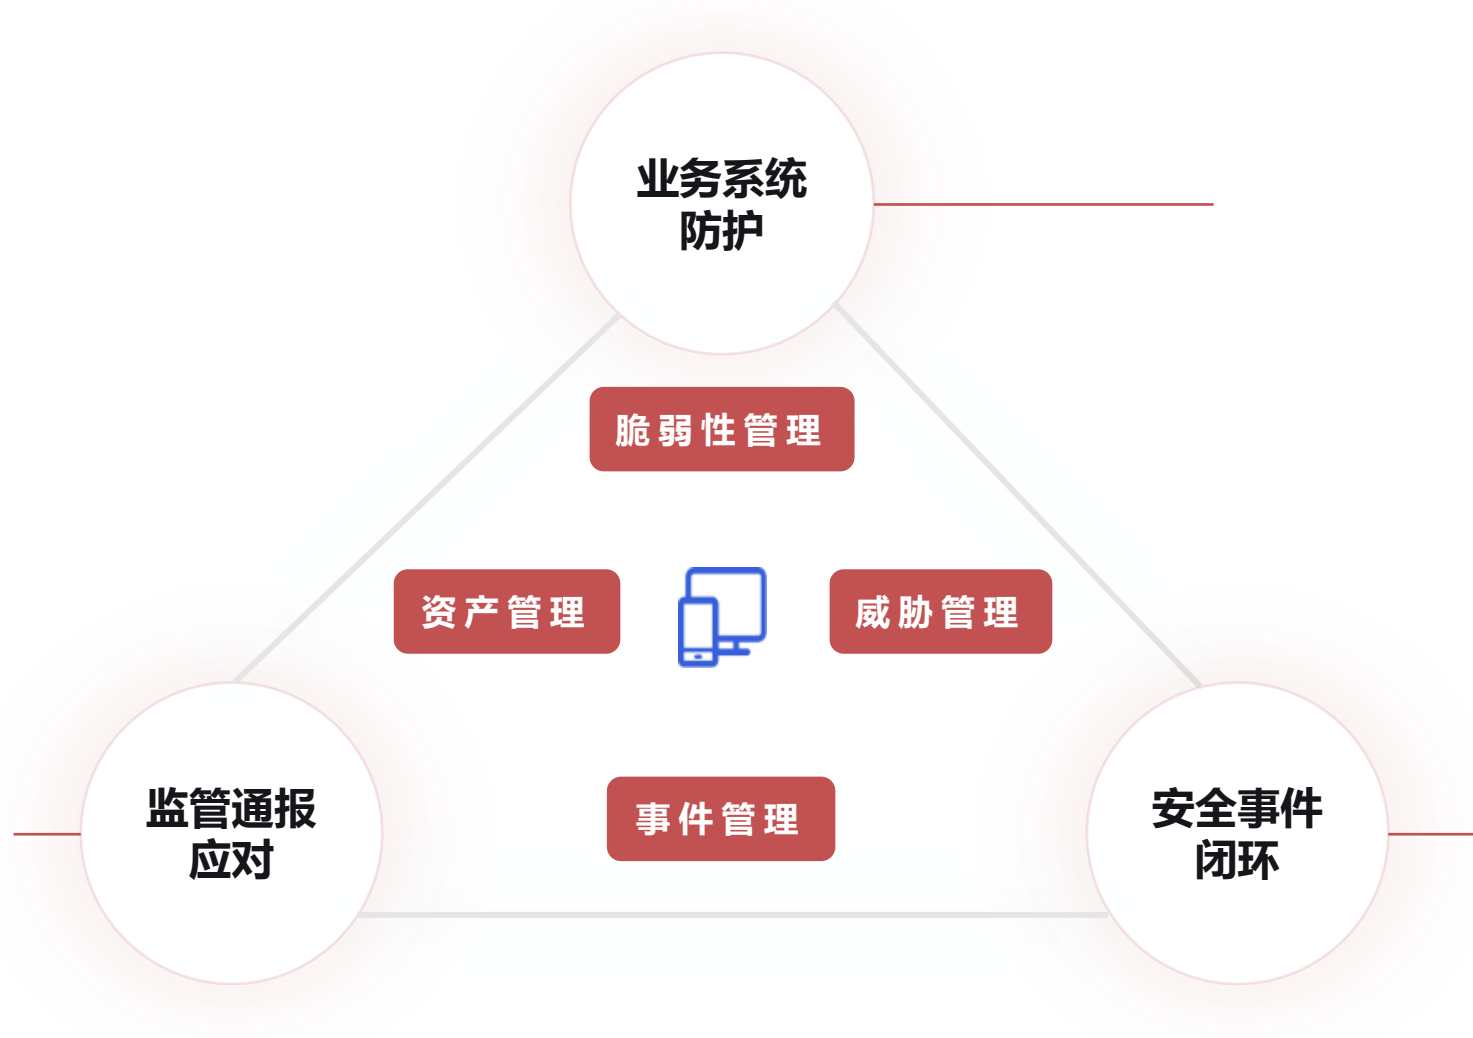 业务系统
防护
脆弱性管理
资产管理
威胁管理
事件管理
监管通报
应对
安全事件
闭环